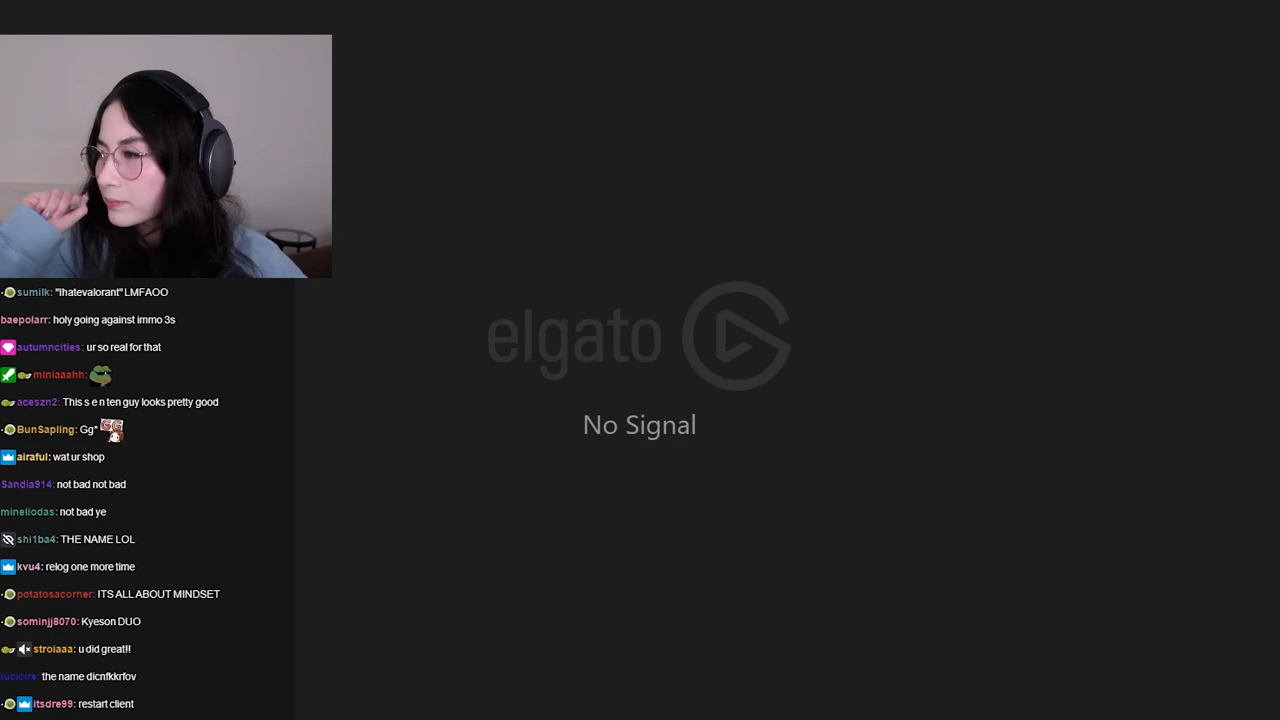 sumilk: "Ihatevalorant" LMFAOO
baepolarr: holy going against immo 3s
autumncities: ur so real for that
miniaaahh:
aceszn2: This s e n ten guy looks pretty good
BunSapling: Gg* GG
airaful: wat ur shop
Sandia914: not bad not bad
mineliodas: not bad ye
shi1ba4: THE NAME LOL
kvu4: relog one more time
potatosacorner: ITS ALL ABOUT MINDSET
sominjj8070: Kyeson DUO
stroiaaa: u did great!!
the name dicnfkkrfov
itsdre99: restart client
elgato
No Signal